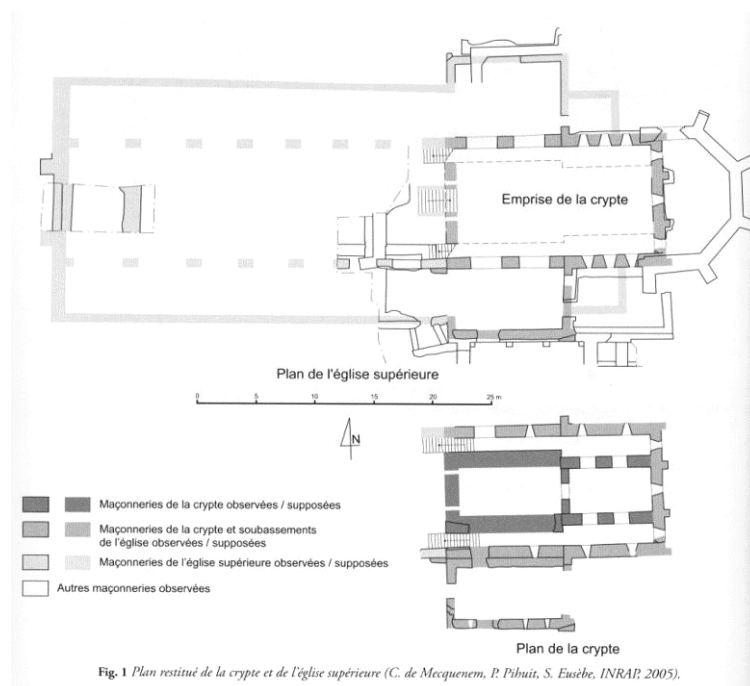 Emprise de la crypte
Plan de l'église supérieure
0 5 10 15 20 25 m
N
Maçonneries de la crypte observées / supposées
Maçonneries de la crypte et soubassements
de l'église observées / supposées
Maçonneries de l'église supérieure observées / supposées
Autres maçonneries observées
Plan de la crypte
Fig. 1 Plan restitué de la crypte et de l'église supérieure (C. de Mecquenem, P. Pihuit, S. Eusèbe, INRAP, 2005).